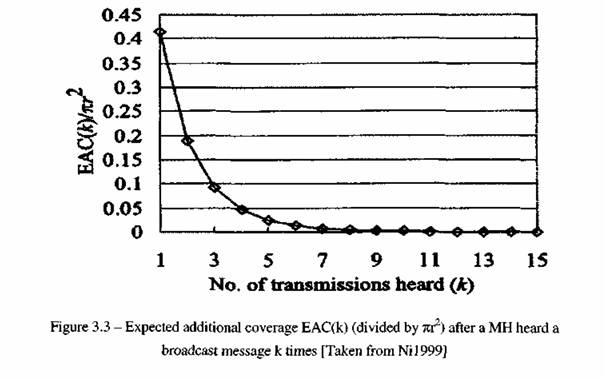 0.45
0.4
0.35
0.3
0.25
0.2
0.15
0.1
0.05
0
EAC(k)/πr²
1 3 5 7 9 11 13 15
No. of transmissions heard (k)
Figure 3.3 – Expected additional coverage EAC(k) (divided by πr²) after a MH heard a
broadcast message k times [Taken from Ni1999]